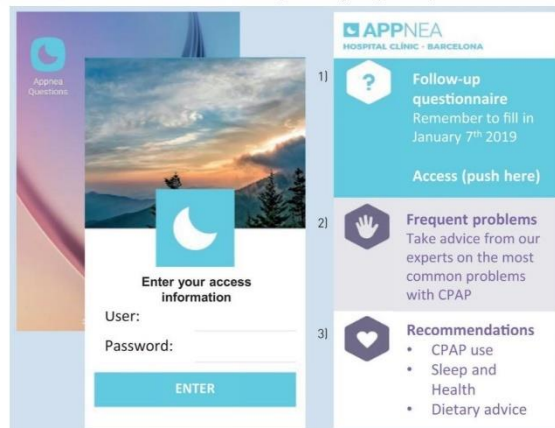 Appnea
Questions
Enter your access
information
User:
Password:
ENTER
APPNEA
HOSPITAL CLÍNIC - BARCELONA
1)
Follow-up
questionnaire
Remember to fill in
January 7th 2019
Access (push here)
2)
Frequent problems
Take advice from our
experts on the most
common problems
with CPAP
3)
Recommendations
• CPAP use
• Sleep and
Health
• Dietary advice